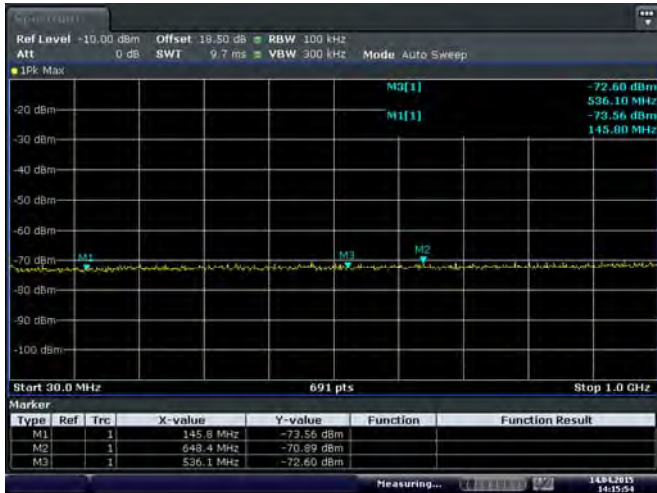 Spectrum
Ref Level -10.00 dBm Offset 18.50 dB RBW 100 kHz
Att 0 dB SWT 9.7 ms VBW 300 kHz Mode Auto Sweep
1Pk Max
M3[1] -72.60 dBm
536.10 MHz
-20 dBm
M1[1] -73.56 dBm
145.80 MHz
-30 dBm
-40 dBm
-50 dBm
-60 dBm
-70 dBm
M1 M3 M2
-80 dBm
-90 dBm
-100 dBm
Start 30.0 MHz 691 pts Stop 1.0 GHz
Marker
Type Ref Trc X-value Y-value Function Function Result
M1 1 145.8 MHz -73.56 dBm
M2 1 648.4 MHz -70.89 dBm
M3 1 536.1 MHz -72.60 dBm
Measuring... 14.04.2015
14:15:54